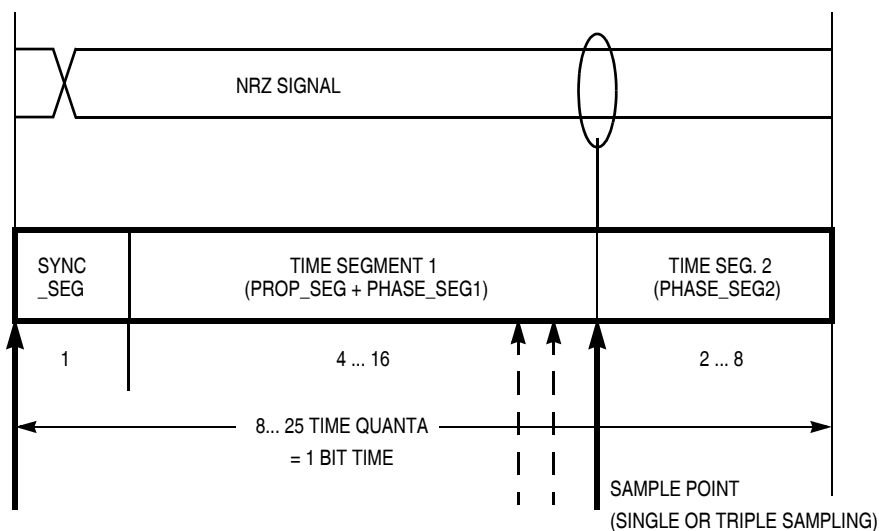 NRZ SIGNAL
SYNC
_SEG
TIME SEGMENT 1
(PROP_SEG + PHASE_SEG1)
TIME SEG. 2
(PHASE_SEG2)
1
4 ... 16
2 ... 8
8... 25 TIME QUANTA
= 1 BIT TIME
SAMPLE POINT
(SINGLE OR TRIPLE SAMPLING)